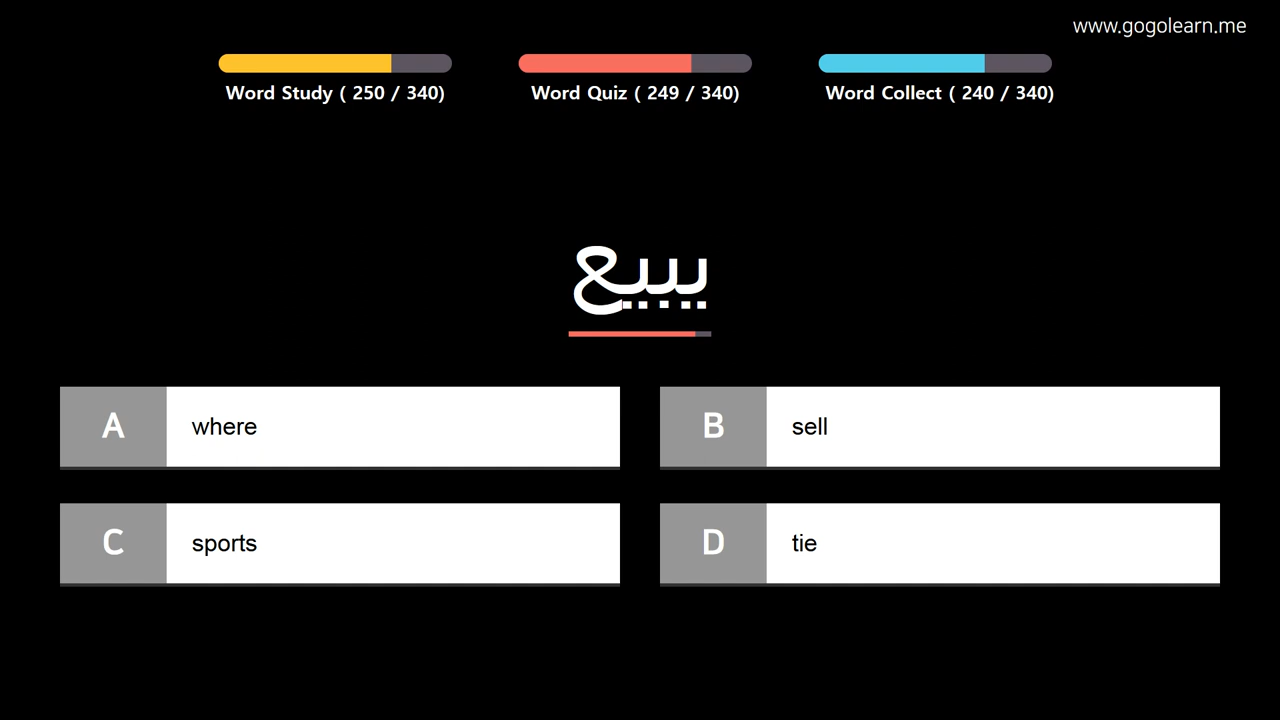 www.gogolearn.me
Word Study ( 250 / 340)
Word Quiz ( 249 / 340)
Word Collect ( 240 / 340)
يبيع
A
where
B
sell
C
sports
D
tie